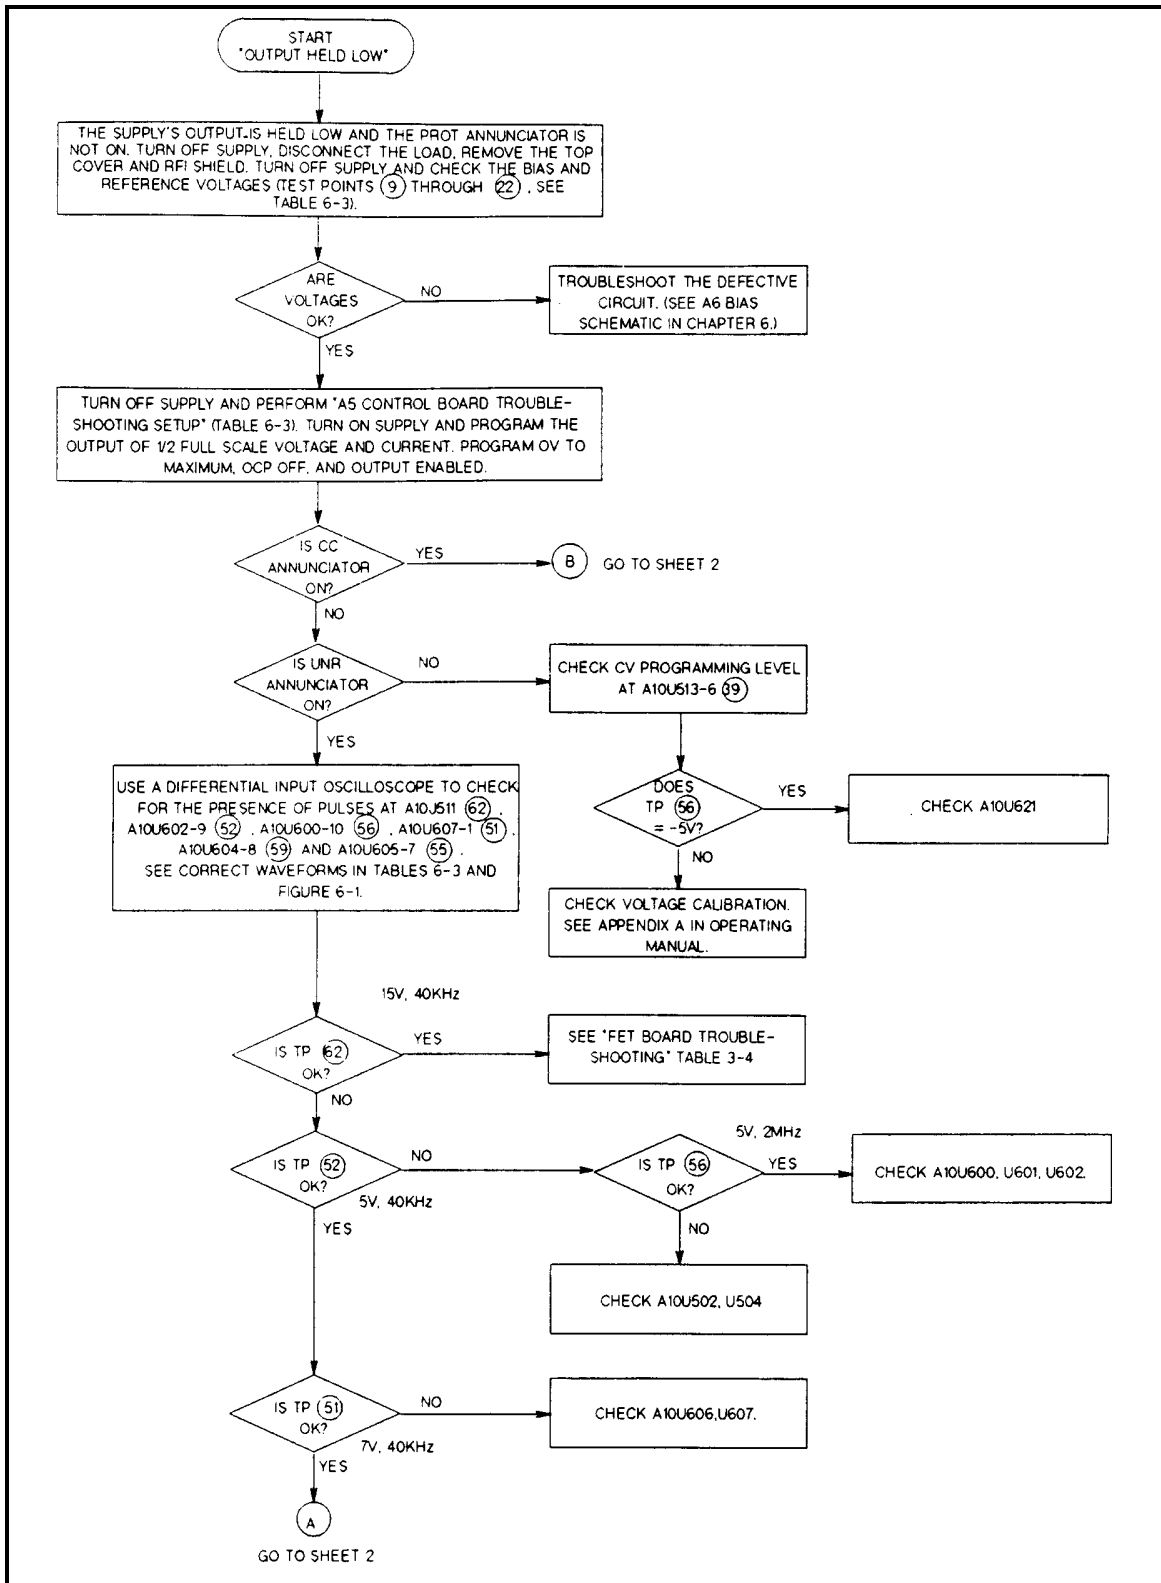 START
"OUTPUT HELD LOW"
THE SUPPLY'S OUTPUT IS HELD LOW AND THE PROT ANNUNCIATOR IS
NOT ON. TURN OFF SUPPLY, DISCONNECT THE LOAD, REMOVE THE TOP
COVER AND RFI SHIELD. TURN OFF SUPPLY AND CHECK THE BIAS AND
REFERENCE VOLTAGES (TEST POINTS 9 THROUGH 22, SEE
TABLE 6-3).
ARE
VOLTAGES
OK?
NO
TROUBLESHOOT THE DEFECTIVE
CIRCUIT. (SEE A6 BIAS
SCHEMATIC IN CHAPTER 6.)
YES
TURN OFF SUPPLY AND PERFORM "A5 CONTROL BOARD TROUBLE-
SHOOTING SETUP" (TABLE 6-3). TURN ON SUPPLY AND PROGRAM THE
OUTPUT OF 1/2 FULL SCALE VOLTAGE AND CURRENT. PROGRAM OV TO
MAXIMUM, OCP OFF, AND OUTPUT ENABLED.
IS CC
ANNUNCIATOR
ON?
YES
B GO TO SHEET 2
NO
IS UNR
ANNUNCIATOR
ON?
NO
CHECK CV PROGRAMMING LEVEL
AT A10U513-6 39
YES
DOES
TP 56
= -5V?
YES
CHECK A10U621
NO
CHECK VOLTAGE CALIBRATION.
SEE APPENDIX A IN OPERATING
MANUAL.
USE A DIFFERENTIAL INPUT OSCILLOSCOPE TO CHECK
FOR THE PRESENCE OF PULSES AT A10J511 62,
A10U602-9 52, A10U600-10 56, A10U607-1 51,
A10U604-8 59 AND A10U605-7 55.
SEE CORRECT WAVEFORMS IN TABLES 6-3 AND
FIGURE 6-1.
15V, 40KHz
IS TP 62
OK?
YES
SEE "FET BOARD TROUBLE-
SHOOTING" TABLE 3-4
NO
IS TP 52
OK?
5V, 40KHz
NO
IS TP 56
OK?
5V, 2MHz
YES
CHECK A10U600, U601, U602.
NO
CHECK A10U502, U504
YES
IS TP 51
OK?
7V, 40KHz
NO
CHECK A10U606,U607.
YES
A
GO TO SHEET 2